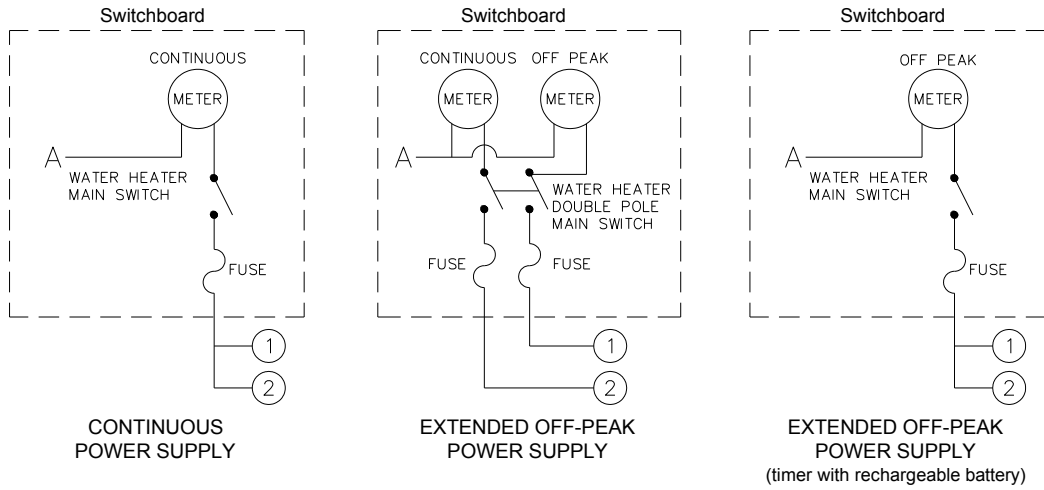 Switchboard
CONTINUOUS
METER
A
WATER HEATER
MAIN SWITCH
FUSE
1
2
CONTINUOUS
POWER SUPPLY
Switchboard
CONTINUOUS OFF PEAK
METER METER
A
WATER HEATER
DOUBLE POLE
MAIN SWITCH
FUSE FUSE
1
2
EXTENDED OFF-PEAK
POWER SUPPLY
Switchboard
OFF PEAK
METER
A
WATER HEATER
MAIN SWITCH
FUSE
1
2
EXTENDED OFF-PEAK
POWER SUPPLY
(timer with rechargeable battery)